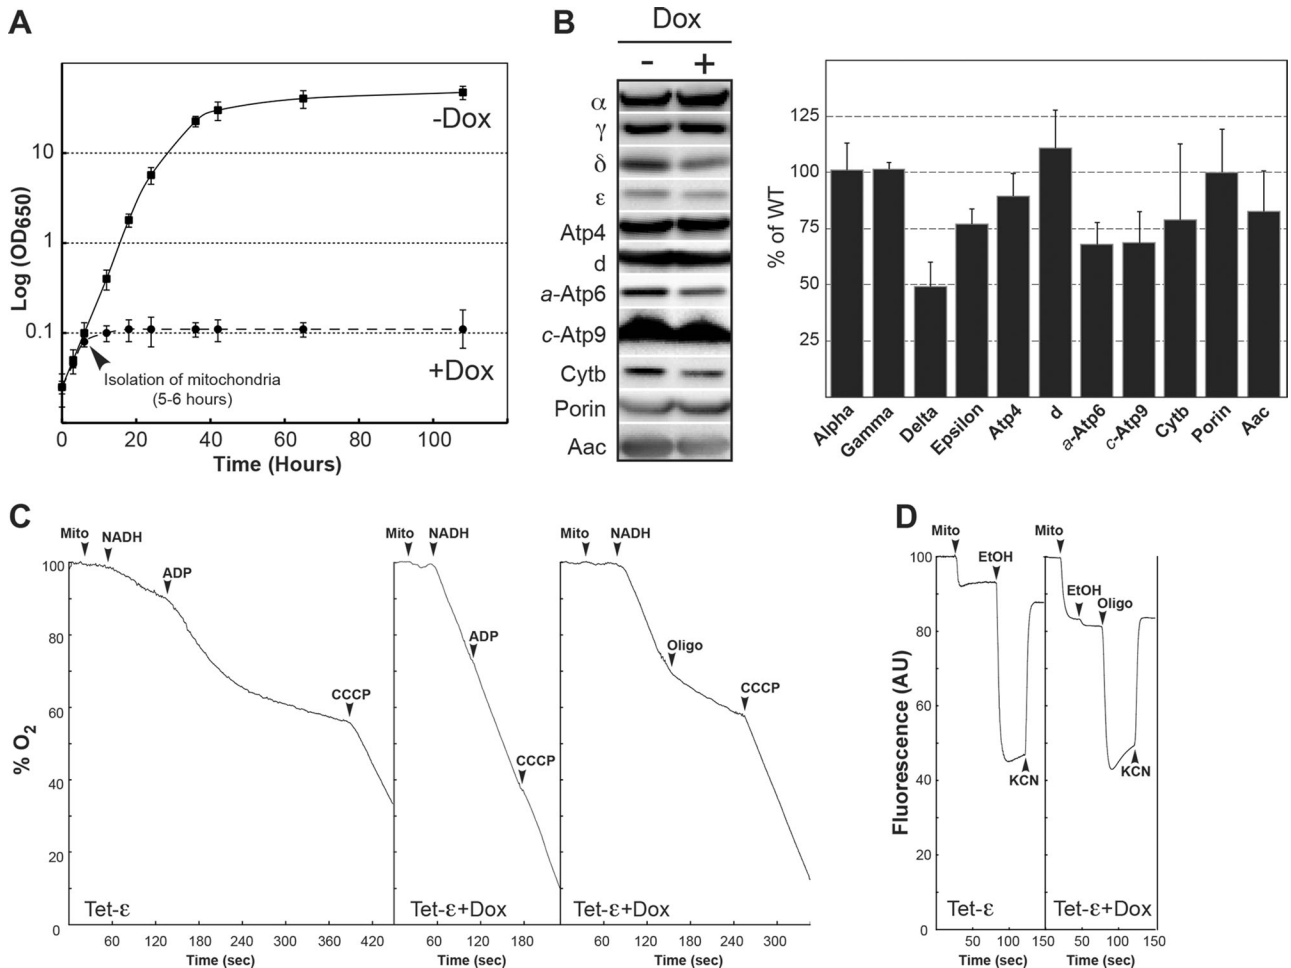 A
-Dox
+Dox
10
1
0.1
Log (OD650)
Isolation of mitochondria
(5-6 hours)
0 20 40 60 80 100
Time (Hours)
B
Dox
- +
α
γ
δ
ε
Atp4
d
a-Atp6
c-Atp9
Cytb
Porin
Aac
% of WT
125
100
75
50
25
Alpha
Gamma
Delta
Epsilon
Atp4
d
a-Atp6
c-Atp9
Cytb
Porin
Aac
C
Mito NADH
ADP
CCCP
Mito NADH
ADP
CCCP
Mito NADH
Oligo
CCCP
% O2
100
80
60
40
20
0
Tet-ε
Tet-ε+Dox
Tet-ε+Dox
60 120 180 240 300 360 420
60 120 180
60 120 180 240 300
Time (sec)
Time (sec)
Time (sec)
D
Mito
EtOH
KCN
Mito
EtOH
Oligo
KCN
Fluorescence (AU)
100
80
60
40
20
0
Tet-ε
Tet-ε+Dox
50 100 150
50 100 150
Time (sec)
Time (sec)